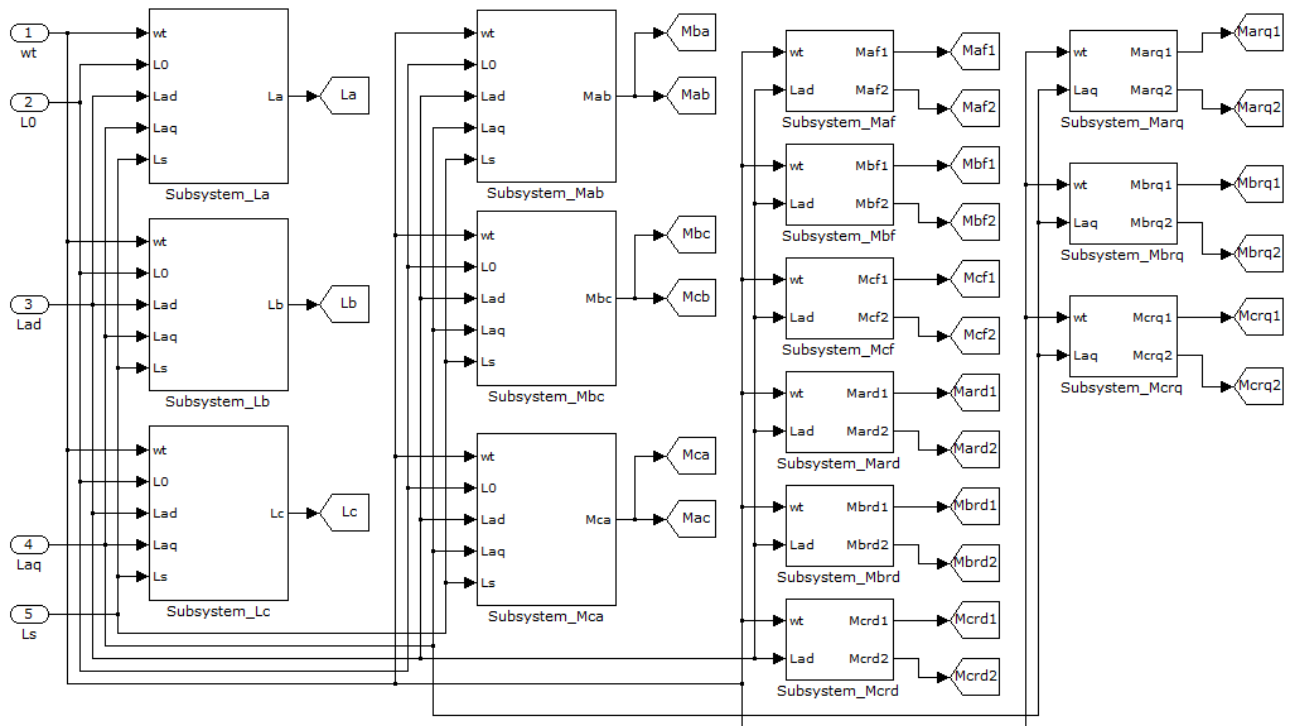 1
wt
2
L0
3
Lad
4
Laq
5
Ls
wt
L0
Lad
Laq
Ls
La
Subsystem_La
La
wt
L0
Lad
Laq
Ls
Lb
Subsystem_Lb
Lb
wt
L0
Lad
Laq
Ls
Lc
Subsystem_Lc
Lc
wt
L0
Lad
Laq
Ls
Mab
Subsystem_Mab
Mba
Mab
wt
L0
Lad
Laq
Ls
Mbc
Subsystem_Mbc
Mbc
Mcb
wt
L0
Lad
Laq
Ls
Mca
Subsystem_Mca
Mca
Mac
wt
Lad
Maf1
Maf2
Subsystem_Maf
Maf1
Maf2
wt
Lad
Mbf1
Mbf2
Subsystem_Mbf
Mbf1
Mbf2
wt
Lad
Mcf1
Mcf2
Subsystem_Mcf
Mcf1
Mcf2
wt
Lad
Mard1
Mard2
Subsystem_Mard
Mard1
Mard2
wt
Lad
Mbrd1
Mbrd2
Subsystem_Mbrd
Mbrd1
Mbrd2
wt
Lad
Mcrd1
Mcrd2
Subsystem_Mcrd
Mcrd1
Mcrd2
wt
Laq
Marq1
Marq2
Subsystem_Marq
Marq1
Marq2
wt
Laq
Mbrq1
Mbrq2
Subsystem_Mbrq
Mbrq1
Mbrq2
wt
Laq
Mcrq1
Mcrq2
Subsystem_Mcrq
Mcrq1
Mcrq2